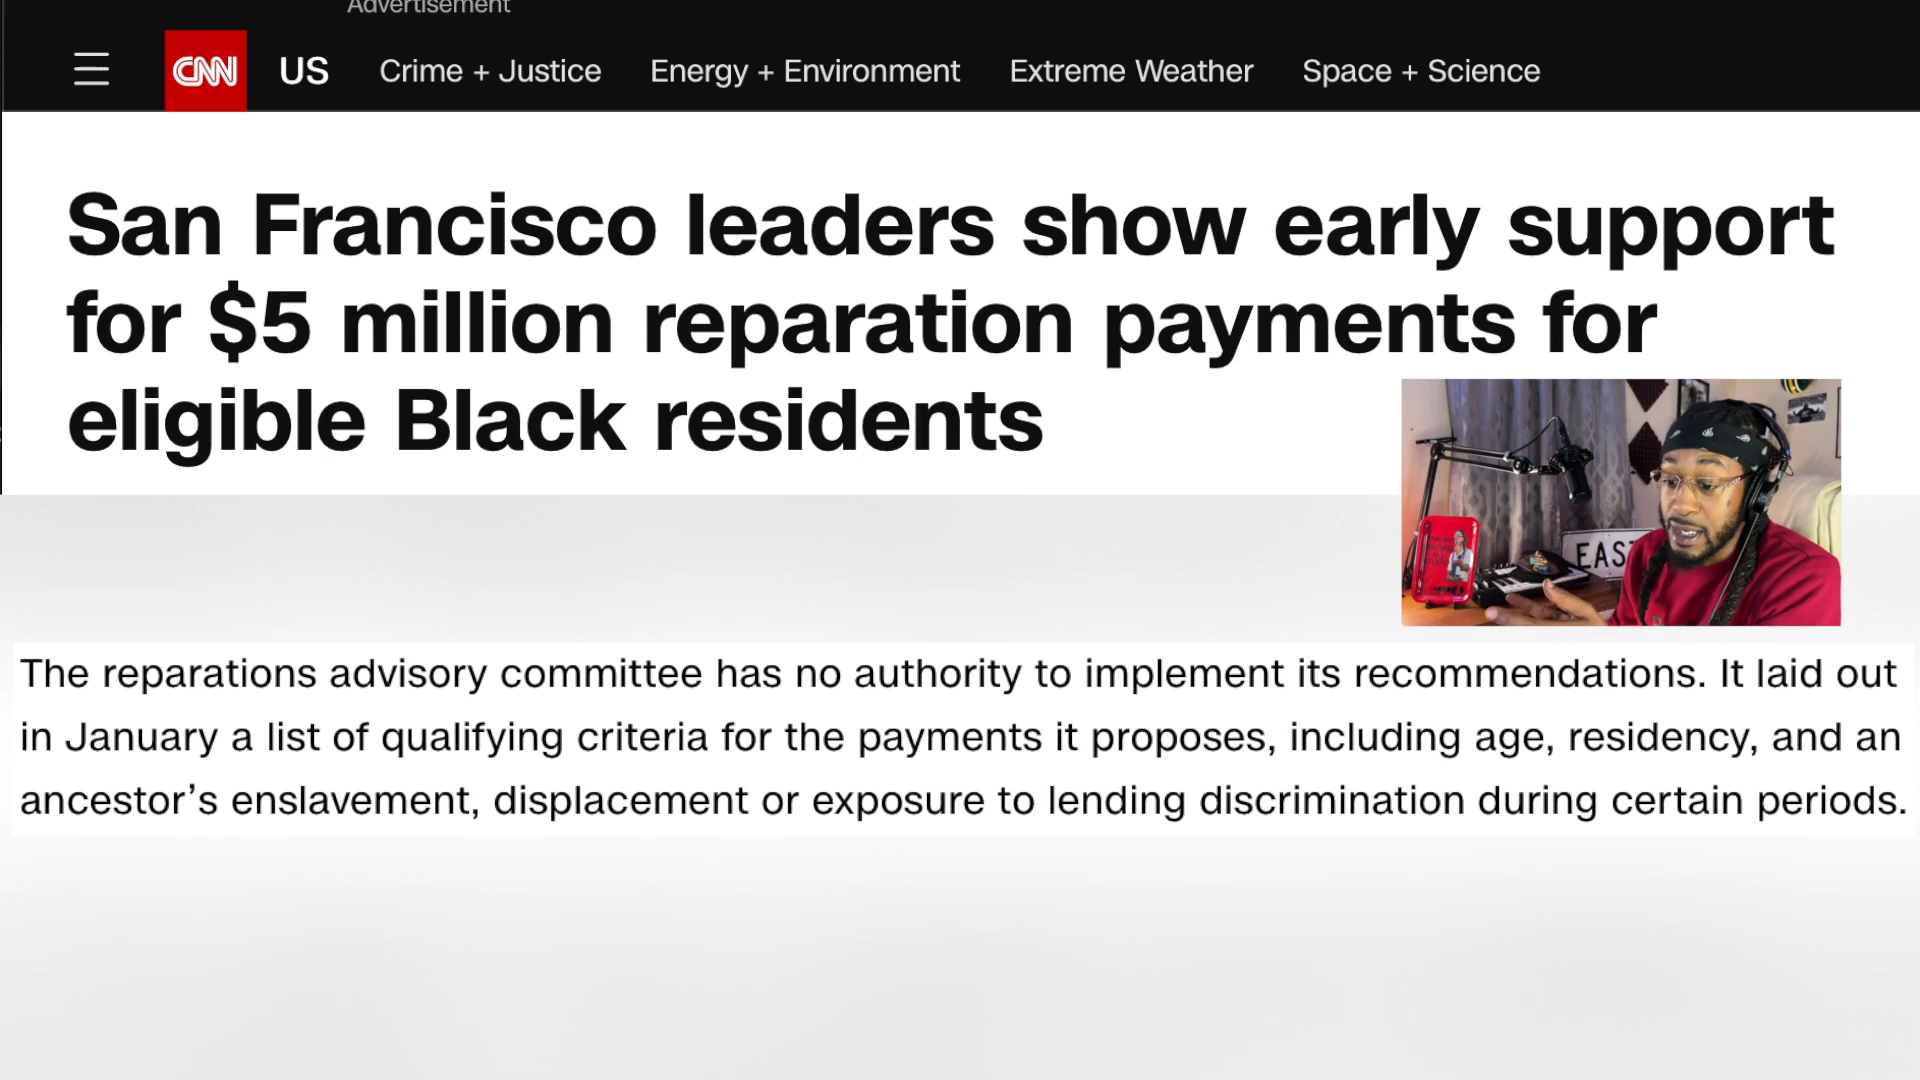 Advertisement
CNN US Crime + Justice Energy + Environment Extreme Weather Space + Science
San Francisco leaders show early support
for $5 million reparation payments for
eligible Black residents
EAS
The reparations advisory committee has no authority to implement its recommendations. It laid out
in January a list of qualifying criteria for the payments it proposes, including age, residency, and an
ancestor’s enslavement, displacement or exposure to lending discrimination during certain periods.